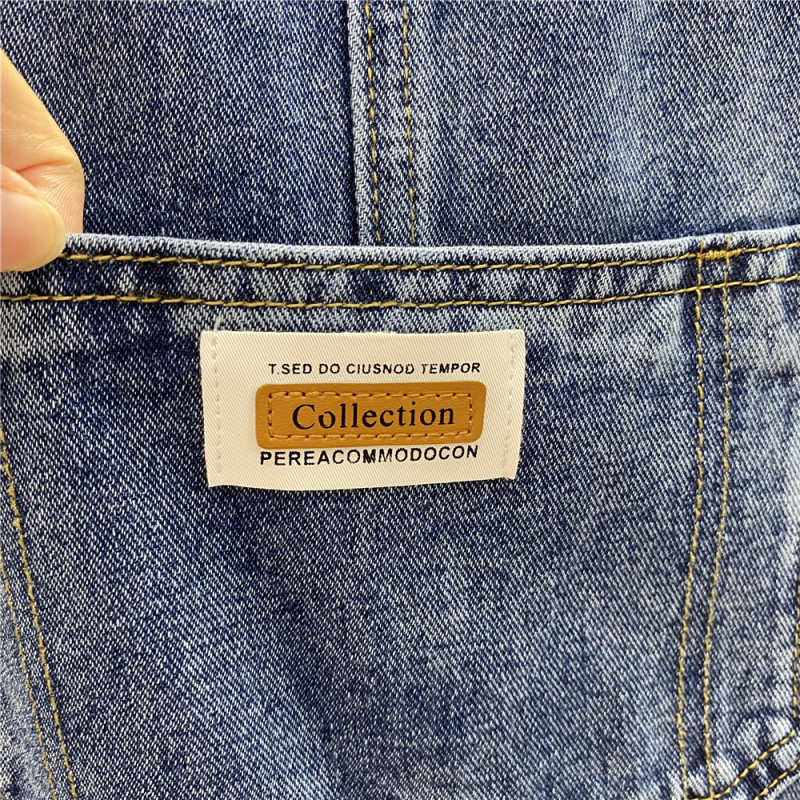 T.SED DO CIUSNOD TEMPOR
Collection
PEREACOMMODOCON